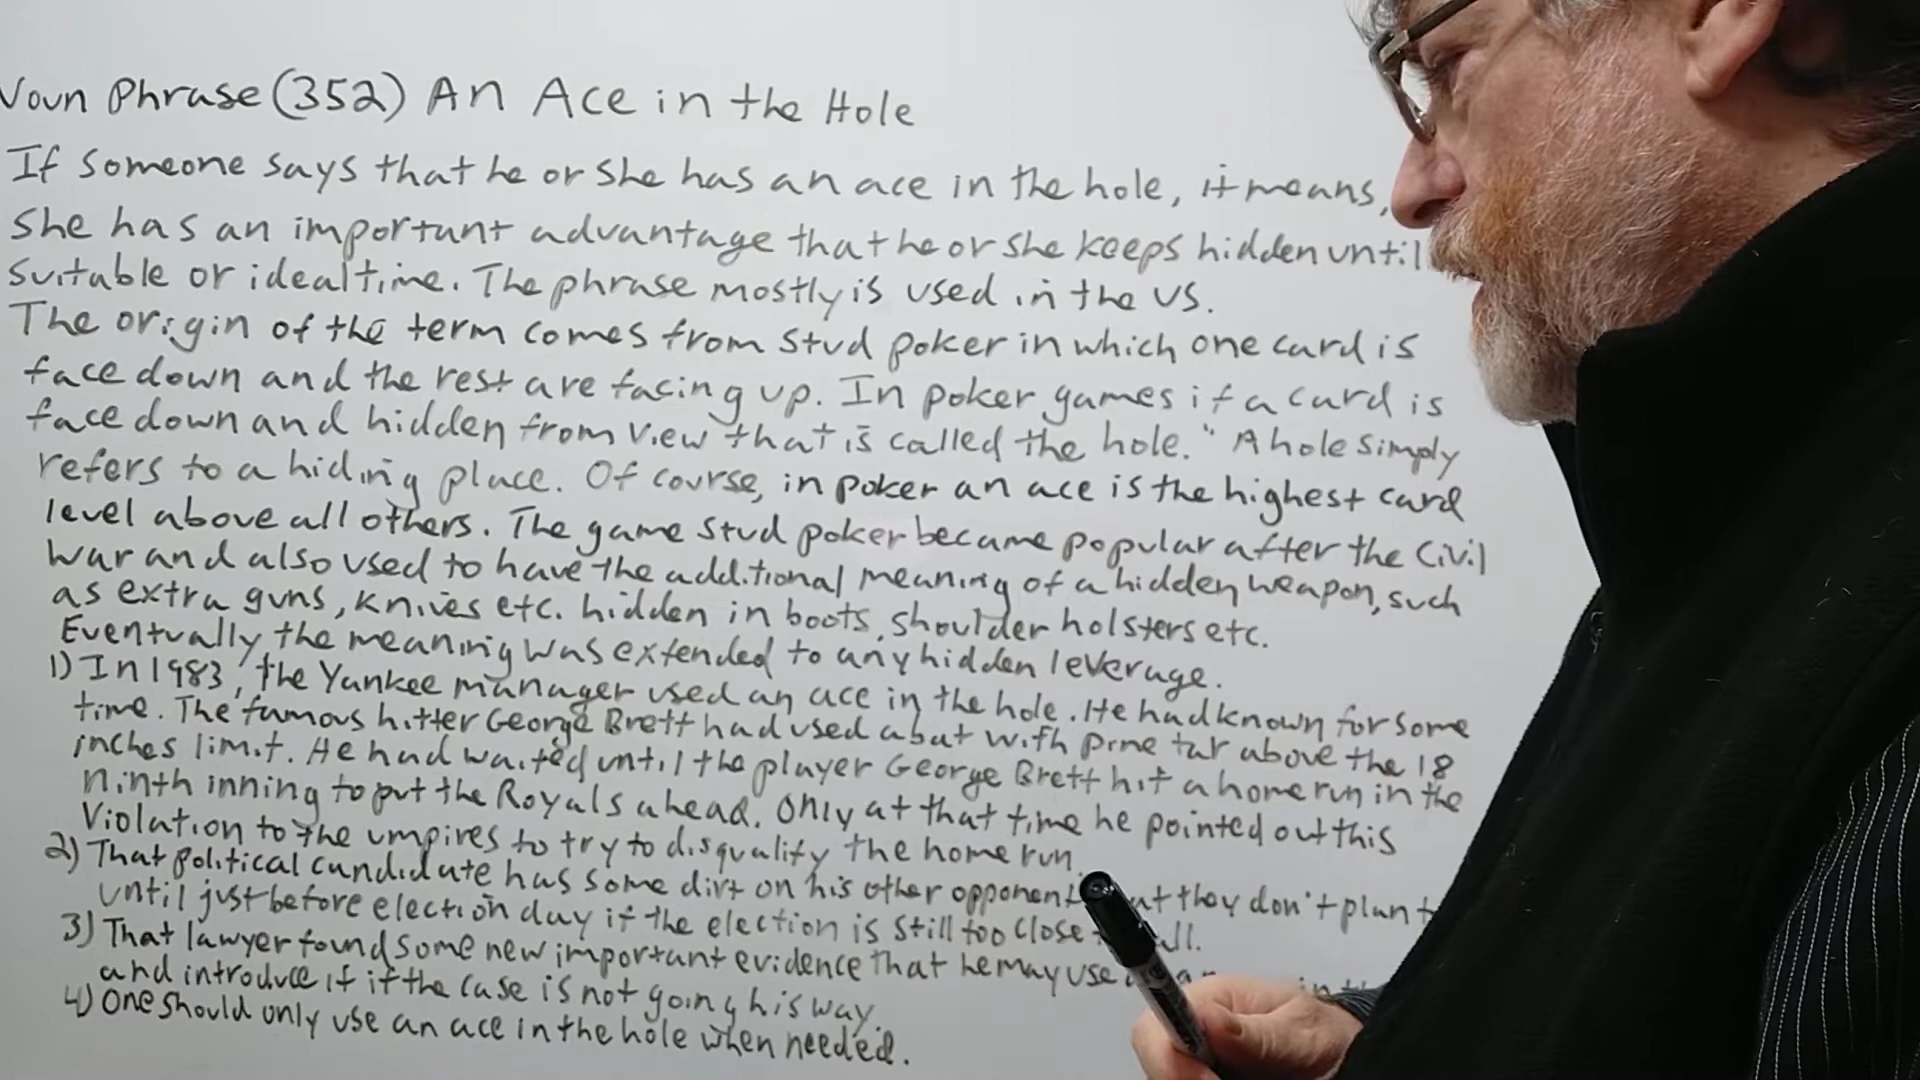 Noun Phrase (352) An Ace in the Hole
If someone says that he or she has an ace in the hole, it means,
she has an important advantage that he or she keeps hidden until
suitable or ideal time. The phrase mostly is used in the US.
The origin of the term comes from stud poker in which one card is
face down and the rest are facing up. In poker games if a card is
face down and hidden from view that is called the hole." A hole simply
refers to a hiding place. Of course, in poker an ace is the highest card
level above all others. The game stud poker became popular after the Civil
War and also used to have the additional meaning of a hidden weapon, such
as extra guns, knives etc. hidden in boots, shoulder holsters etc.
Eventually, the meaning was extended to any hidden leverage.
1) In 1983, the Yankee manager used an ace in the hole. He had known for some
time. The famous hitter George Brett had used a bat with pine tar above the 18
inches limit. He had waited until the player George Brett hit a home run in the
ninth inning to put the Royals ahead. Only at that time he pointed out this
violation to the umpires to try to disqualify the home run.
2) That political candidate has some dirt on his other opponent they don't plan
until just before election day if the election is still too close
3) That lawyer found some new important evidence that he may use
and introduce it if the case is not going his way.
4) One should only use an ace in the hole when needed.